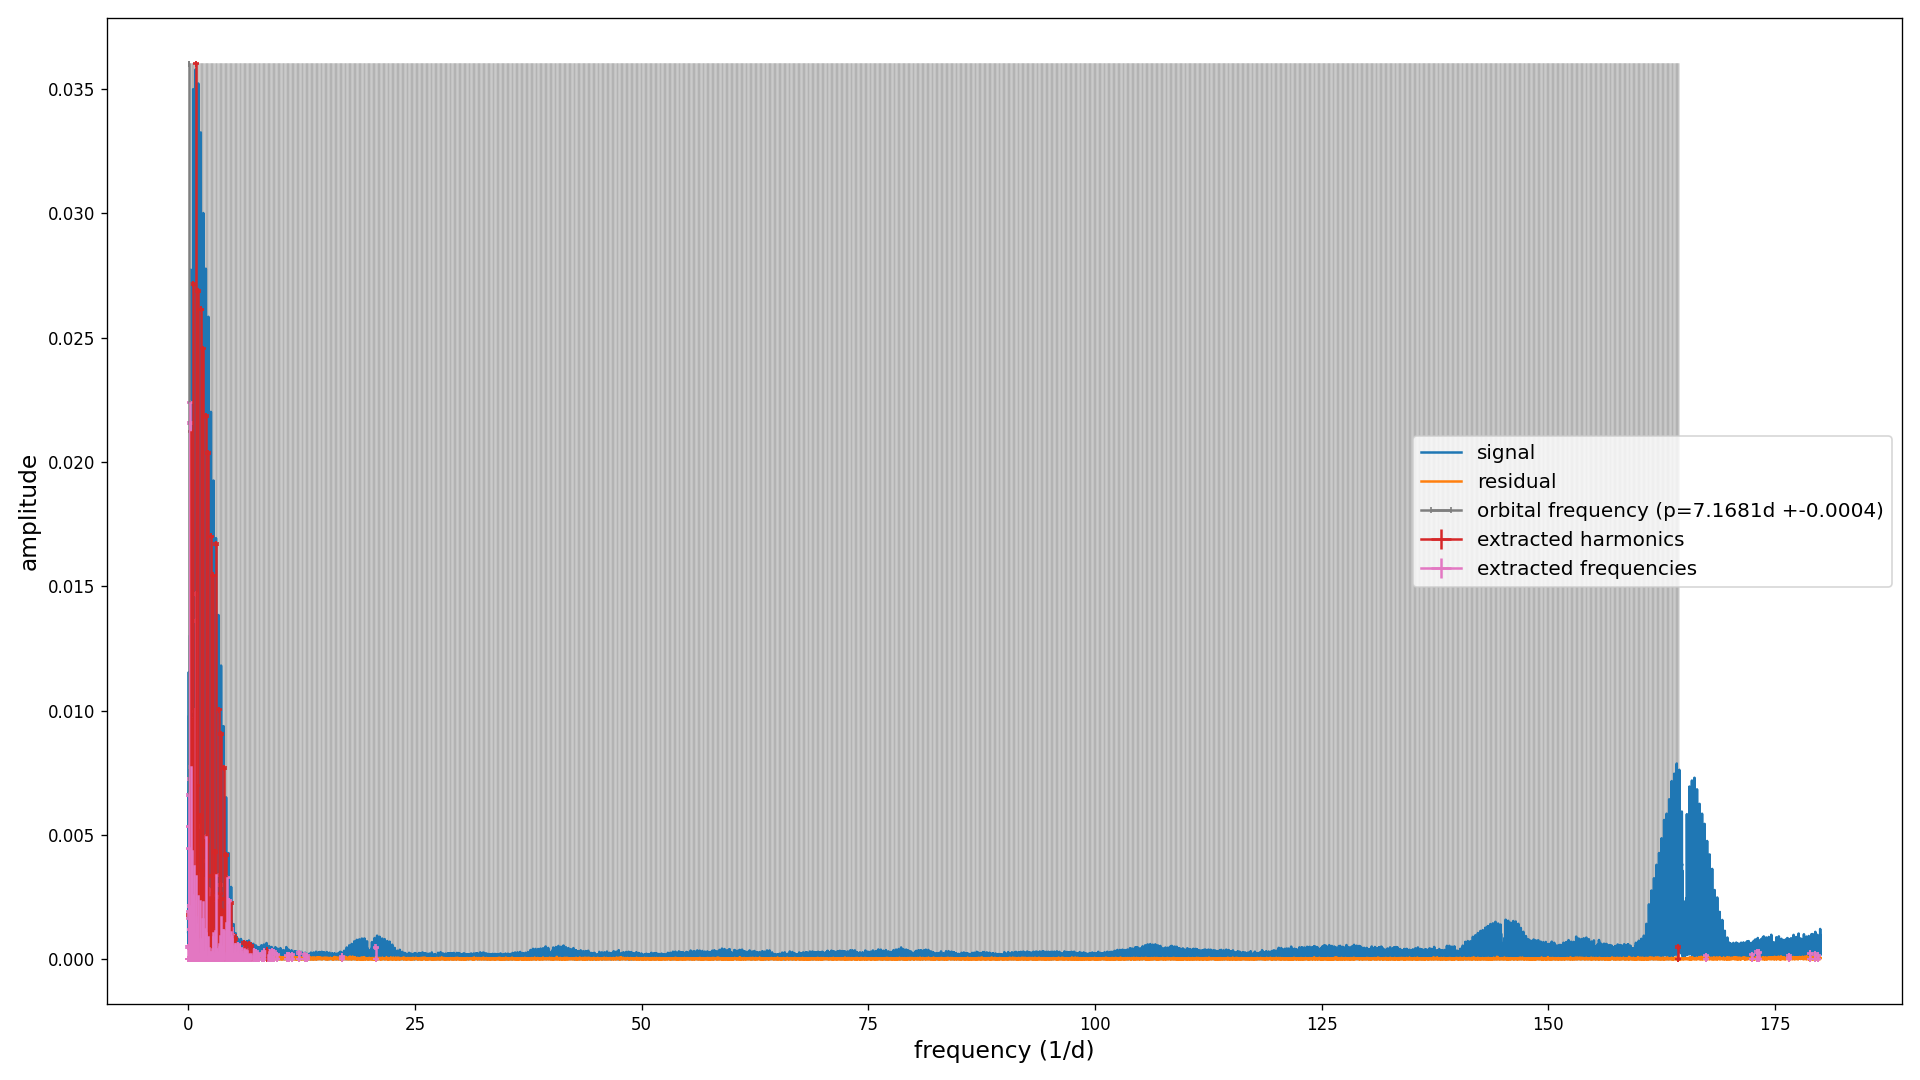 0.035
0.030
0.025
0.020
0.015
0.010
0.005
0.000
amplitude
signal
residual
orbital frequency (p=7.1681d +-0.0004)
extracted harmonics
extracted frequencies
0 25 50 75 100 125 150 175
frequency (1/d)